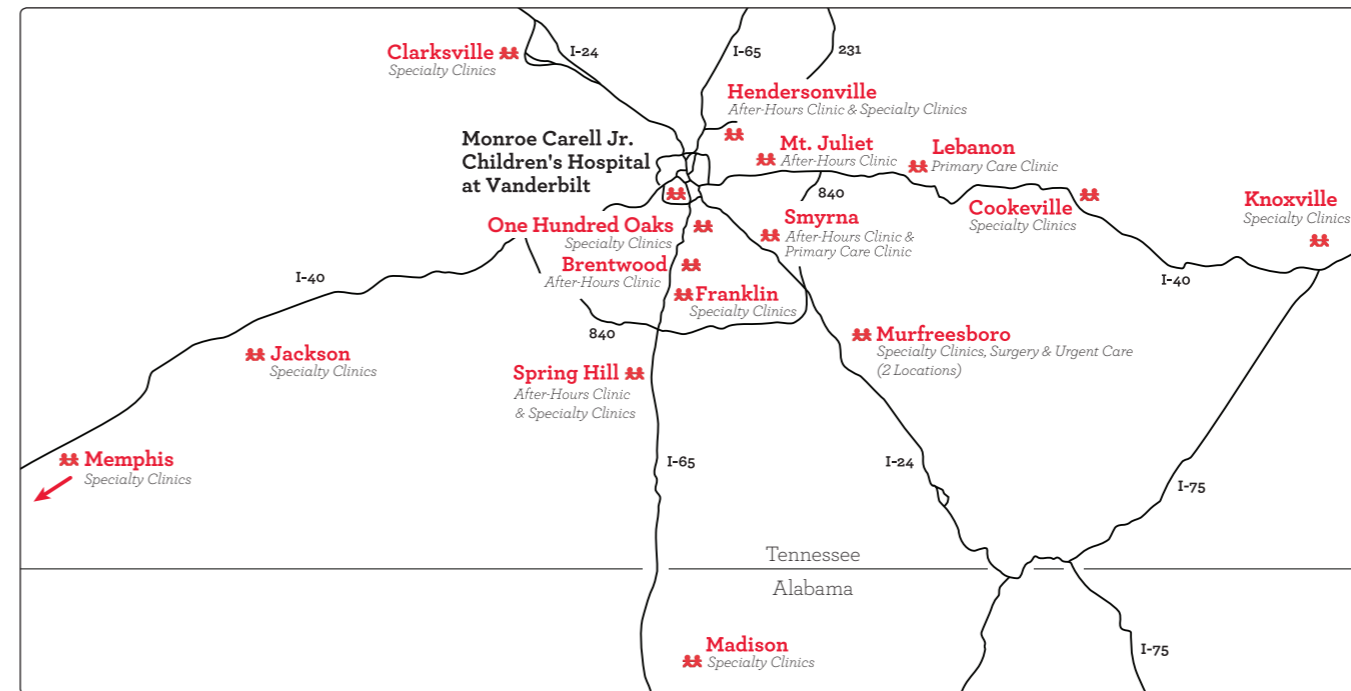 Clarksville
Specialty Clinics
I-24
I-65
231
Hendersonville
After-Hours Clinic & Specialty Clinics
Monroe Carell Jr.
Children's Hospital
at Vanderbilt
Mt. Juliet
After-Hours Clinic
Lebanon
Primary Care Clinic
840
Cookeville
Specialty Clinics
Knoxville
Specialty Clinics
One Hundred Oaks
Specialty Clinics
Smyrna
After-Hours Clinic &
Primary Care Clinic
Brentwood
After-Hours Clinic
I-40
I-40
Franklin
Specialty Clinics
840
Murfreesboro
Specialty Clinics, Surgery & Urgent Care
(2 Locations)
Jackson
Specialty Clinics
Spring Hill
After-Hours Clinic
& Specialty Clinics
Memphis
Specialty Clinics
I-65
I-24
I-75
Tennessee
Alabama
Madison
Specialty Clinics
I-75